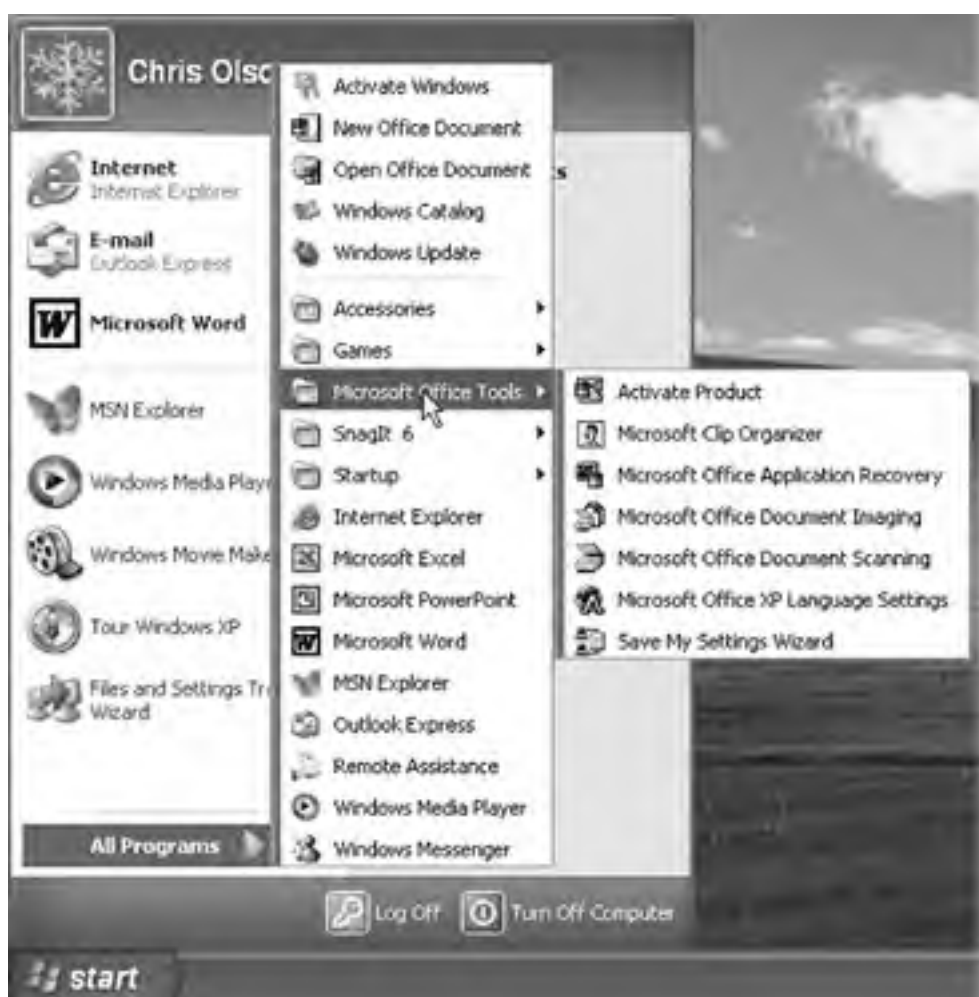 Chris Olso
Internet
Internet Explorer
E-mail
Outlook Express
Microsoft Word
MSN Explorer
Windows Media Playe
Windows Movie Make
Tour Windows XP
Files and Settings Tra
Wizard
All Programs
Activate Windows
New Office Document
Open Office Document
s
Windows Catalog
Windows Update
Accessories
Games
Microsoft Office Tools
SnagIt 6
Startup
Internet Explorer
Microsoft Excel
Microsoft PowerPoint
Microsoft Word
MSN Explorer
Outlook Express
Remote Assistance
Windows Media Player
Windows Messenger
Activate Product
Microsoft Clip Organizer
Microsoft Office Application Recovery
Microsoft Office Document Imaging
Microsoft Office Document Scanning
Microsoft Office XP Language Settings
Save My Settings Wizard
Log Off
Turn Off Computer
start